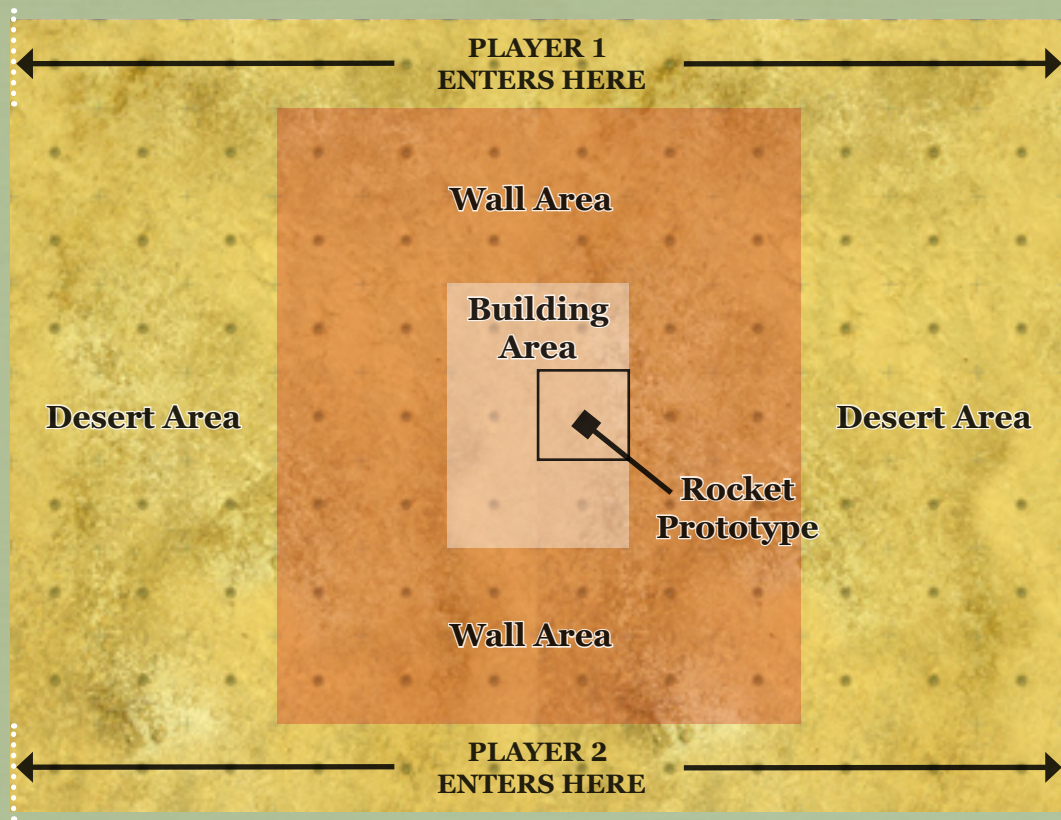 PLAYER 1
ENTERS HERE
Wall Area
Building
Area
Desert Area
Desert Area
Rocket
Prototype
Wall Area
PLAYER 2
ENTERS HERE